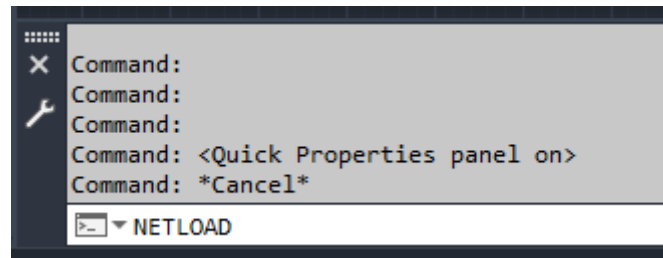 Command:
Command:
Command:
Command: <Quick Properties panel on>
Command: *Cancel*
NETLOAD